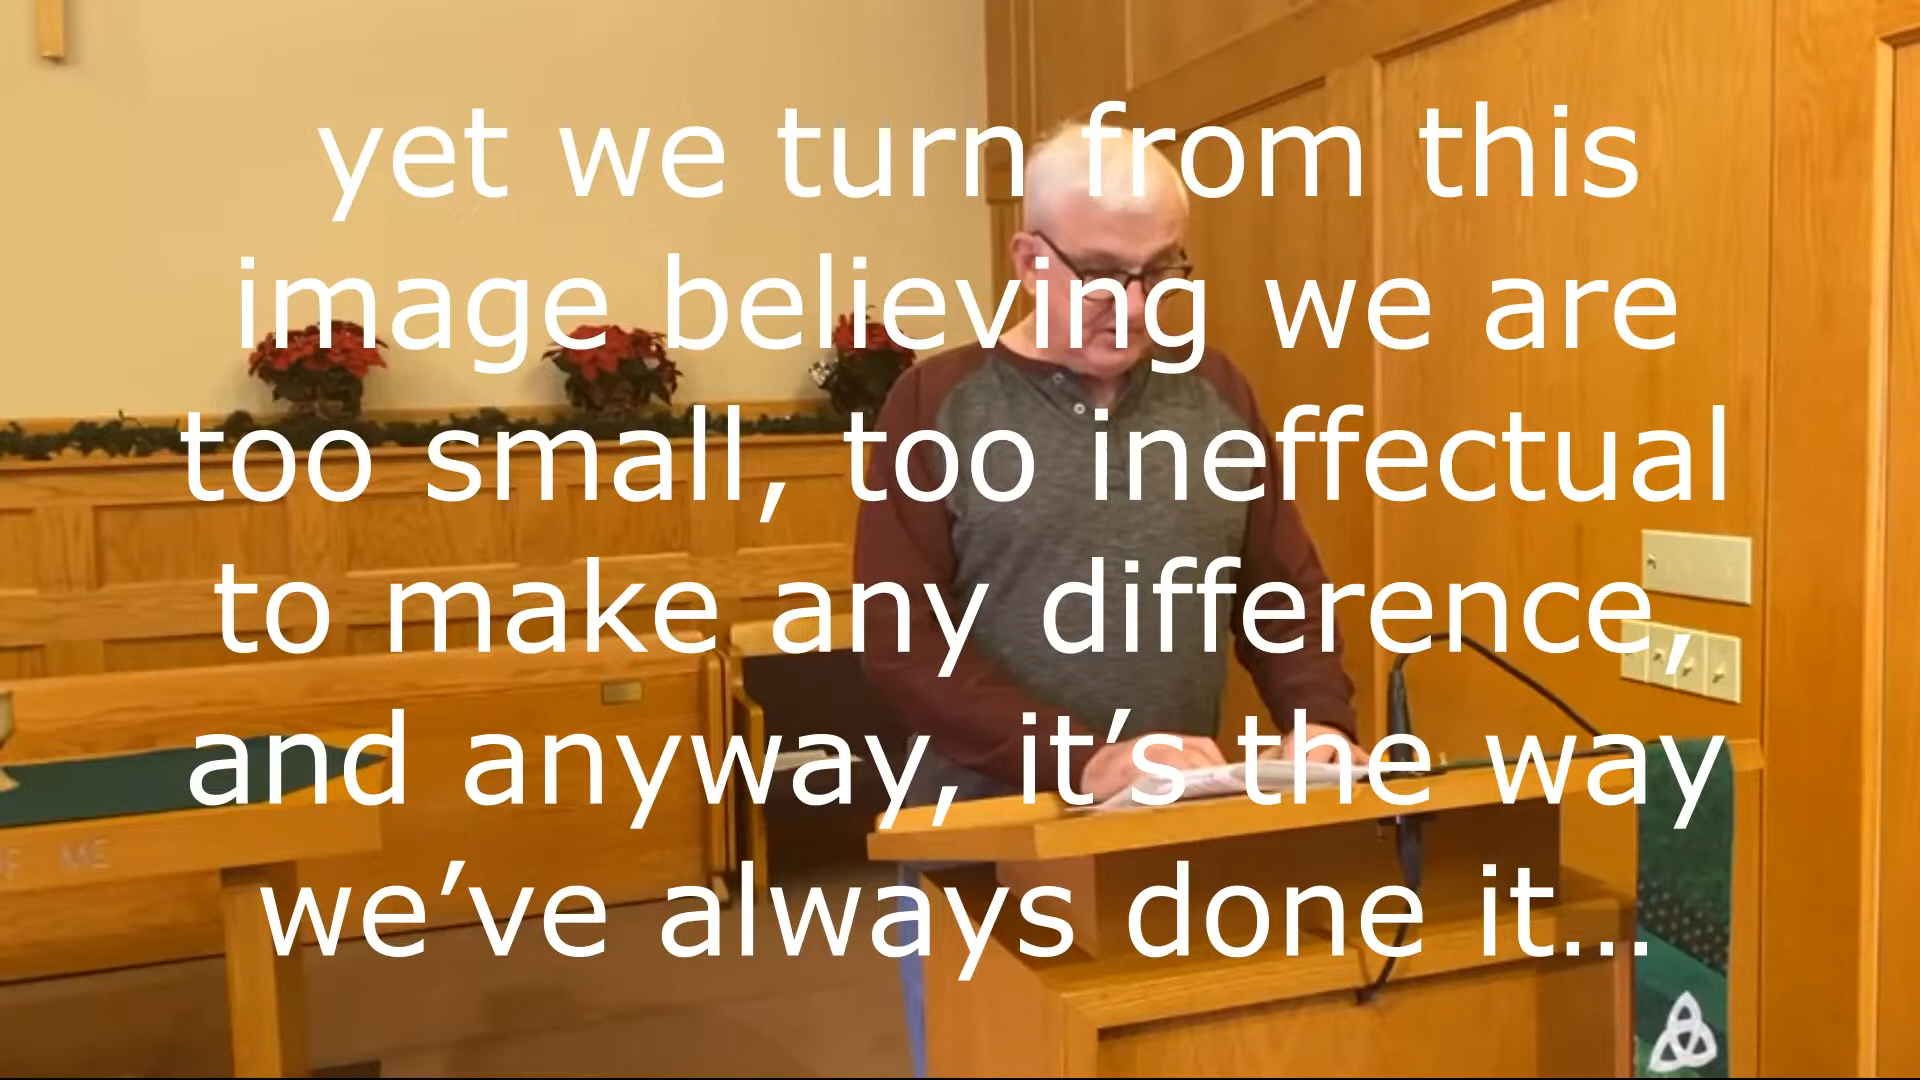 yet we turn from this
image believing we are
too small, too ineffectual
to make any difference,
and anyway, it’s the way
we’ve always done it…
ME